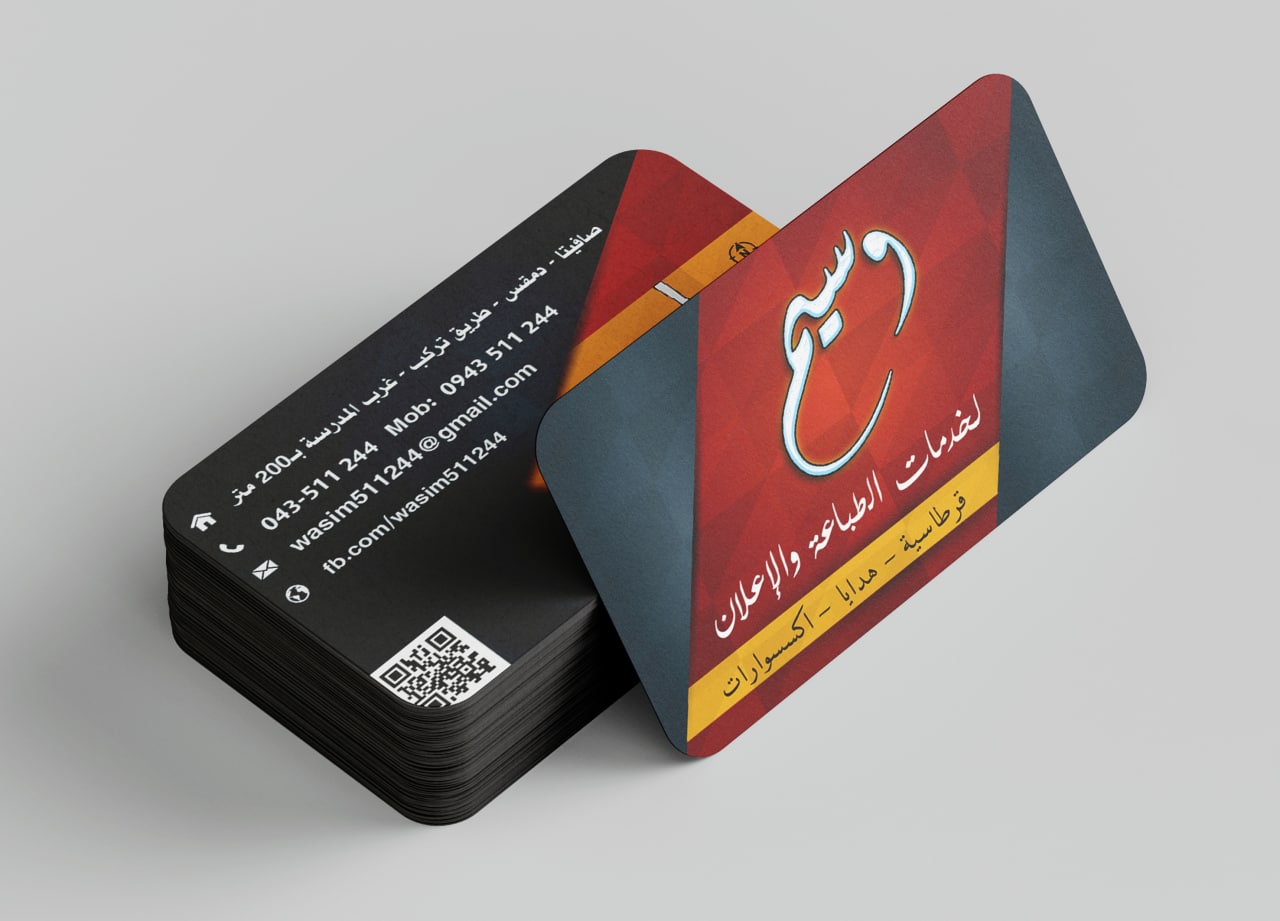 وسيم
لخدمات الطباعة والإعلان
قرطاسية - هدايا - اكسسوارات
صافيتا - دمقس - طريق تركب - غرب المدرسة بـ200 متر
043-511 244 Mob: 0943 511 244
wasim511244@gmail.com
fb.com/wasim511244